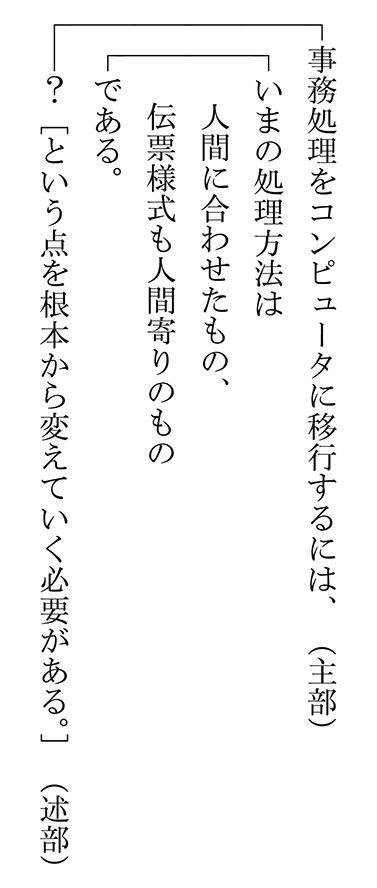 事務処理をコンピュータに移行するには、 （主部）
いまの処理方法は
人間に合わせたもの、
伝票様式も人間寄りのもの
である。
？［という点を根本から変えていく必要がある。］ （述部）